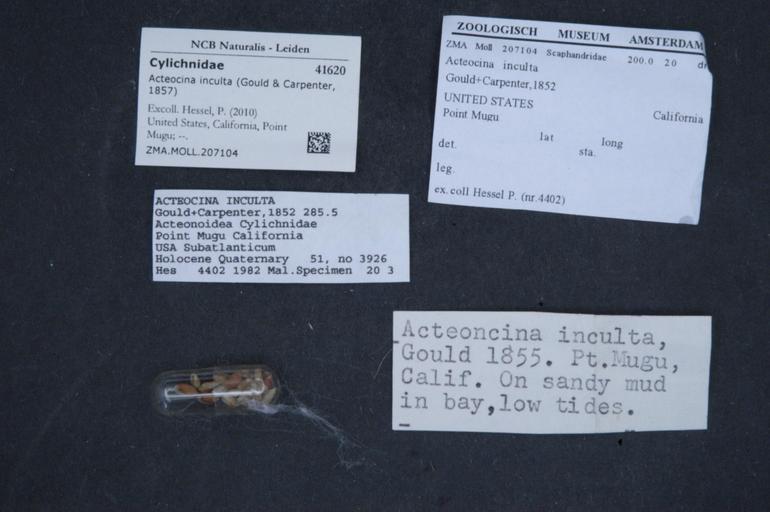 NCB Naturalis - Leiden
Cylichnidae 41620
Acteocina inculta (Gould & Carpenter,
1857)
Excoll. Hessel, P. (2010)
United States, California, Point
Mugu; --.
ZMA.MOLL.207104
ZOOLOGISCH MUSEUM AMSTERDAM
ZMA Moll 207104 Scaphandridae 200.0 20 dr
Acteocina inculta
Gould+Carpenter,1852
UNITED STATES California
Point Mugu
lat long
det. sta.
leg.
ex.coll Hessel P. (nr.4402)
ACTEOCINA INCULTA
Gould+Carpenter,1852 285.5
Acteonoidea Cylichnidae
Point Mugu California
USA Subatlanticum
Holocene Quaternary 51, no 3926
Hes 4402 1982 Mal.Specimen 20 3
Acteoncina inculta,
Gould 1855. Pt.Mugu,
Calif. On sandy mud
in bay,low tides.